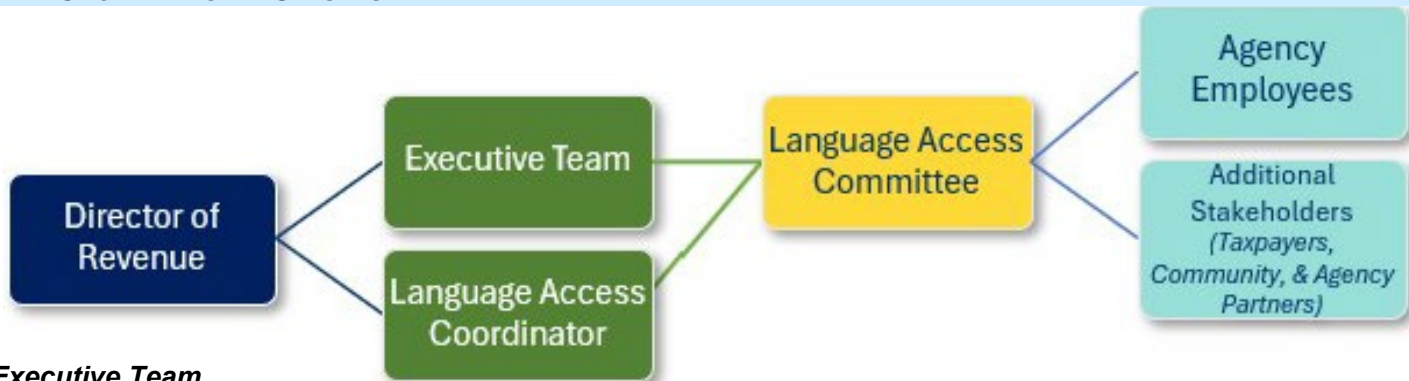 Director of
Revenue
Executive Team
Language Access
Coordinator
Language Access
Committee
Agency
Employees
Additional
Stakeholders
(Taxpayers,
Community, & Agency
Partners)
Executive Team